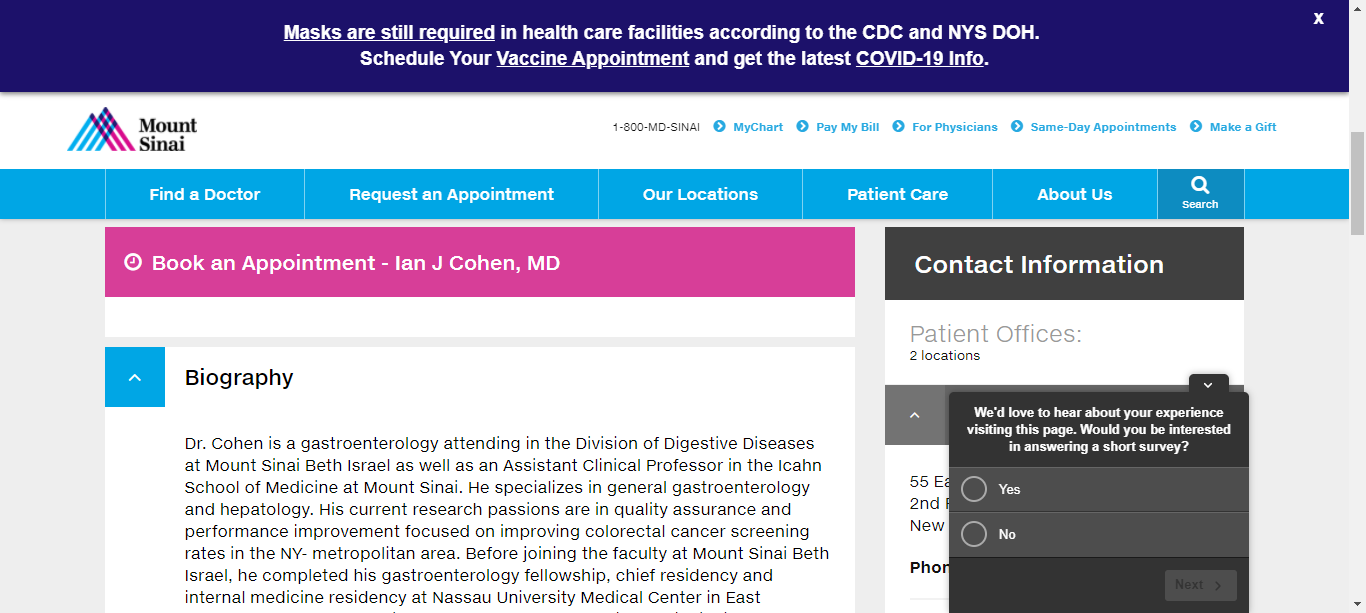 Masks are still required in health care facilities according to the CDC and NYS DOH.
Schedule Your Vaccine Appointment and get the latest COVID-19 Info.
X
Mount
Sinai
1-800-MD-SINAI MyChart Pay My Bill For Physicians Same-Day Appointments Make a Gift
Find a Doctor Request an Appointment Our Locations Patient Care About Us Search
Book an Appointment - Ian J Cohen, MD
Biography
Dr. Cohen is a gastroenterology attending in the Division of Digestive Diseases
at Mount Sinai Beth Israel as well as an Assistant Clinical Professor in the Icahn
School of Medicine at Mount Sinai. He specializes in general gastroenterology
and hepatology. His current research passions are in quality assurance and
performance improvement focused on improving colorectal cancer screening
rates in the NY- metropolitan area. Before joining the faculty at Mount Sinai Beth
Israel, he completed his gastroenterology fellowship, chief residency and
internal medicine residency at Nassau University Medical Center in East
Contact Information
Patient Offices:
2 locations
55 Ea
2nd
New
Phon
We'd love to hear about your experience
visiting this page. Would you be interested
in answering a short survey?
Yes
No
Next